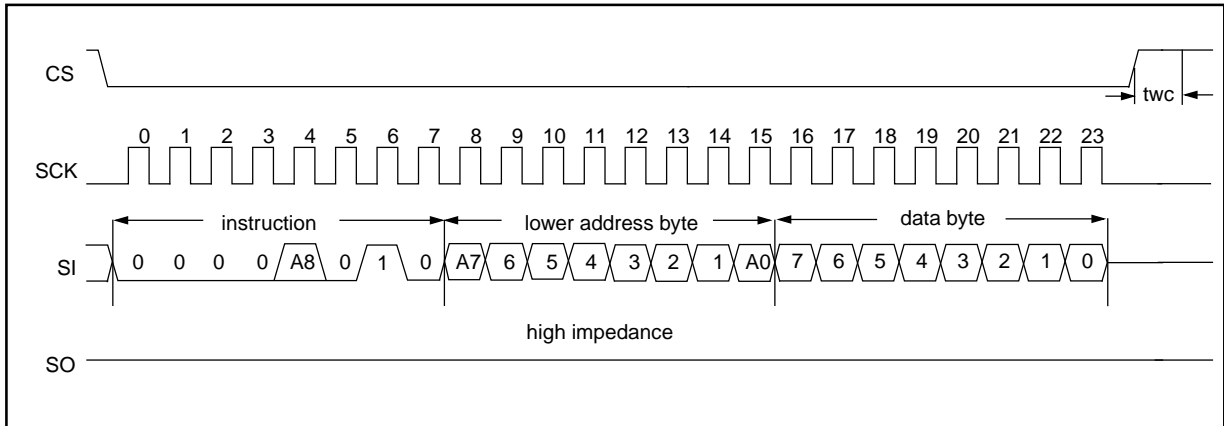 CS
twc
0 1 2 3 4 5 6 7 8 9 10 11 12 13 14 15 16 17 18 19 20 21 22 23
SCK
instruction lower address byte data byte
SI 0 0 0 0 A8 0 1 0 A7 6 5 4 3 2 1 A0 7 6 5 4 3 2 1 0
high impedance
SO